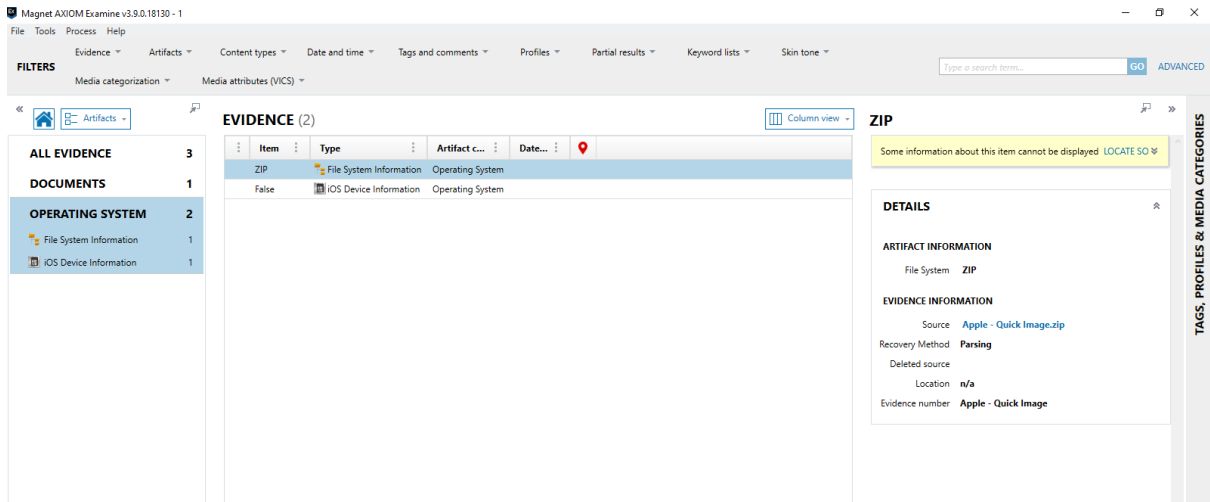 Magnet AXIOM Examine v3.9.0.18130 - 1
File Tools Process Help
FILTERS
Evidence Artifacts Content types Date and time Tags and comments Profiles Partial results Keyword lists Skin tone
Media categorization Media attributes (VICS)
Type a search term...
GO ADVANCED
Artifacts
ALL EVIDENCE 3
DOCUMENTS 1
OPERATING SYSTEM 2
File System Information 1
iOS Device Information 1
EVIDENCE (2)
Column view
Item Type Artifact c... Date...
ZIP File System Information Operating System
False iOS Device Information Operating System
ZIP
Some information about this item cannot be displayed LOCATE SO
DETAILS
ARTIFACT INFORMATION
File System ZIP
EVIDENCE INFORMATION
Source Apple - Quick Image.zip
Recovery Method Parsing
Deleted source
Location n/a
Evidence number Apple - Quick Image
TAGS, PROFILES & MEDIA CATEGORIES